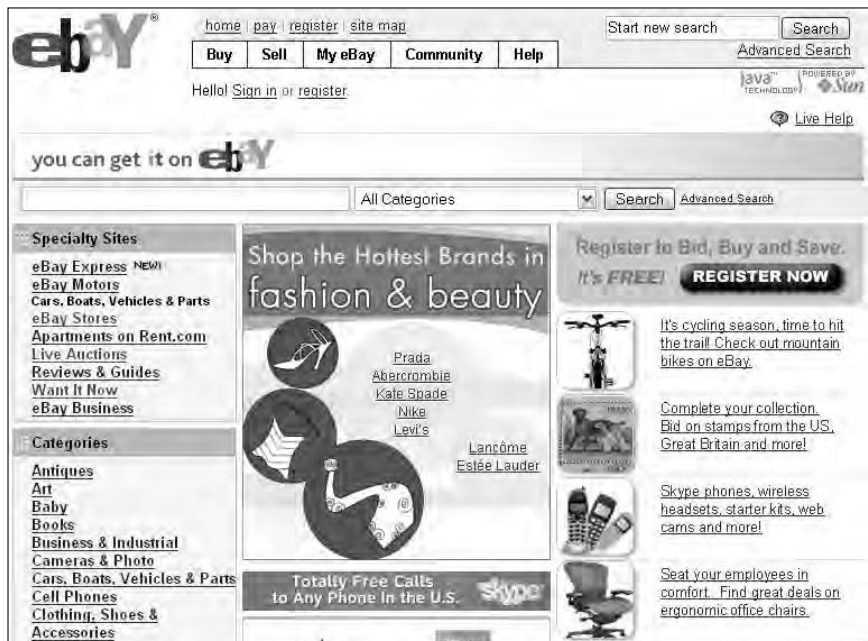 ebay®
home | pay | register | site map
Start new search Search
Buy Sell My eBay Community Help
Advanced Search
Hello! Sign in or register.
Java™ TECHNOLOGY POWERED BY Sun
Live Help
you can get it on ebay
All Categories Search Advanced Search
Specialty Sites
eBay Express NEW!
eBay Motors
Cars, Boats, Vehicles & Parts
eBay Stores
Apartments on Rent.com
Live Auctions
Reviews & Guides
Want It Now
eBay Business
Categories
Antiques
Art
Baby
Books
Business & Industrial
Cameras & Photo
Cars, Boats, Vehicles & Parts
Cell Phones
Clothing, Shoes &
Accessories
Shop the Hottest Brands in
fashion & beauty
Prada
Abercrombie
Kate Spade
Nike
Levi's
Lancôme
Estée Lauder
Totally Free Calls
to Any Phone In the U.S.
skype
Register to Bid, Buy and Save.
It's FREE! REGISTER NOW
It's cycling season, time to hit
the trail! Check out mountain
bikes on eBay.
Complete your collection.
Bid on stamps from the US,
Great Britain and more!
Skype phones, wireless
headsets, starter kits, web
cams and more!
Seat your employees in
comfort. Find great deals on
ergonomic office chairs.